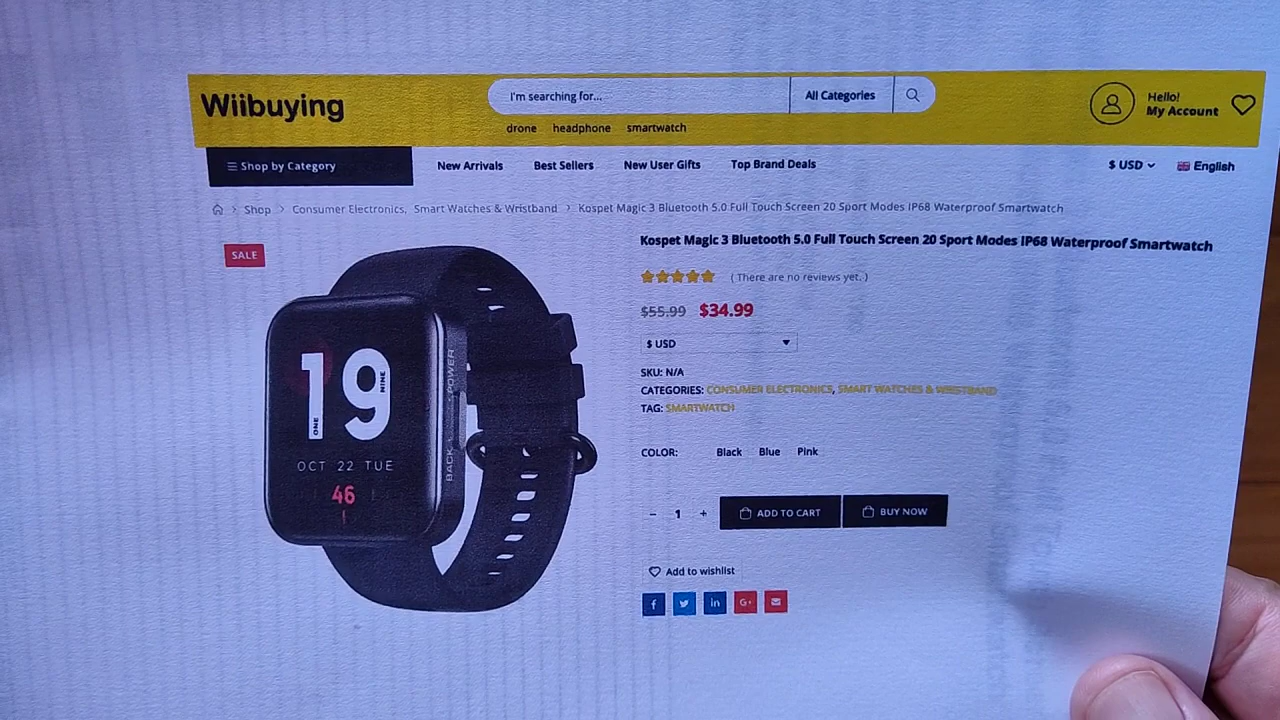 Wiibuying
I'm searching for... All Categories
Hello!
My Account
drone headphone smartwatch
Shop by Category New Arrivals Best Sellers New User Gifts Top Brand Deals $ USD English
Shop > Consumer Electronics, Smart Watches & Wristband > Kospet Magic 3 Bluetooth 5.0 Full Touch Screen 20 Sport Modes IP68 Waterproof Smartwatch
SALE
Kospet Magic 3 Bluetooth 5.0 Full Touch Screen 20 Sport Modes IP68 Waterproof Smartwatch
( There are no reviews yet. )
$55.99 $34.99
$ USD
SKU: N/A
CATEGORIES: CONSUMER ELECTRONICS, SMART WATCHES & WRISTBAND
TAG: SMARTWATCH
COLOR: Black Blue Pink
- 1 + ADD TO CART BUY NOW
Add to wishlist
f in G+
19
ONE NINE
OCT 22 TUE
46
BACK POWER